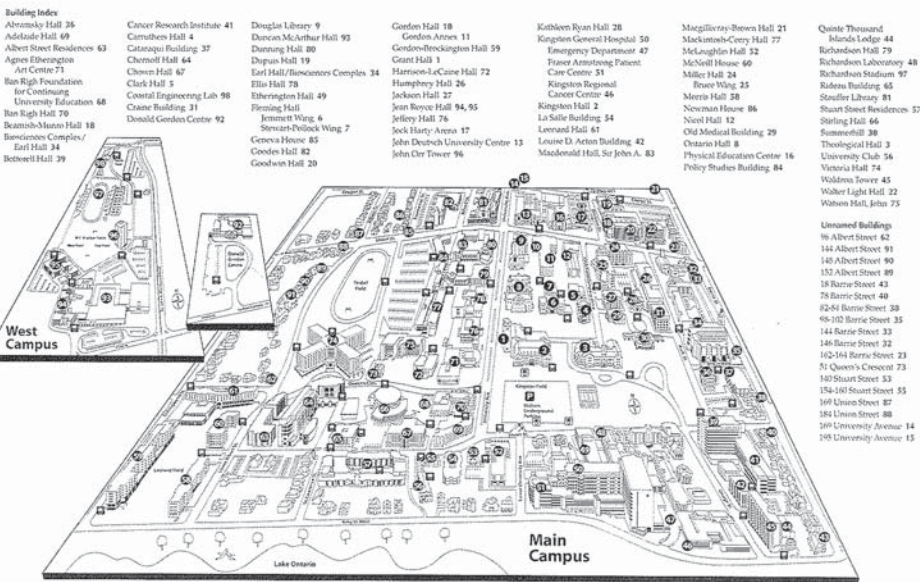 Building Index
Abramsky Hall 36
Adelaide Hall 69
Albert Street Residences 63
Agnes Etherington
Art Centre 71
Ban Righ Foundation
for Continuing
University Education 68
Ban Righ Hall 70
Beamish-Munro Hall 18
Biosciences Complex/
Earl Hall 34
Botterell Hall 39
Cancer Research Institute 41
Carruthers Hall 4
Cataraqui Building 37
Chernoff Hall 64
Chown Hall 67
Clark Hall 5
Coastal Engineering Lab 98
Craine Building 31
Donald Gordon Centre 92
Douglas Library 9
Duncan McArthur Hall 93
Dunning Hall 80
Dupuis Hall 19
Earl Hall/Biosciences Complex 34
Ellis Hall 78
Etherington Hall 49
Fleming Hall
Jemmett Wing 6
Stewart-Pollock Wing 7
Geneva House 85
Goodes Hall 82
Goodwin Hall 20
Gordon Hall 10
Gordon Annex 11
Gordon-Brockington Hall 59
Grant Hall 1
Harrison-LeCaine Hall 72
Humphrey Hall 26
Jackson Hall 27
Jean Royce Hall 94, 95
Jeffery Hall 76
Jock Harty Arena 17
John Deutsch University Centre 13
John Orr Tower 96
Kathleen Ryan Hall 28
Kingston General Hospital 50
Emergency Department 47
Fraser Armstrong Patient
Care Centre 51
Kingston Regional
Cancer Centre 46
Kingston Hall 2
La Salle Building 54
Leonard Hall 61
Louise D. Acton Building 42
Macdonald Hall, Sir John A. 83
Macgillivray-Brown Hall 21
Mackintosh-Corry Hall 77
McLaughlin Hall 52
McNeill House 60
Miller Hall 24
Bruce Wing 25
Morris Hall 58
Newman House 86
Nicol Hall 12
Old Medical Building 29
Ontario Hall 8
Physical Education Centre 16
Policy Studies Building 84
Quinte Thousand
Islands Lodge 44
Richardson Hall 79
Richardson Laboratory 48
Richardson Stadium 97
Rideau Building 65
Stauffer Library 81
Stuart Street Residences 57
Stirling Hall 66
Summerhill 30
Theological Hall 3
University Club 56
Victoria Hall 74
Waldron Tower 45
Walter Light Hall 22
Watson Hall, John 75
Unnamed Buildings
96 Albert Street 62
144 Albert Street 91
148 Albert Street 90
152 Albert Street 89
18 Barrie Street 43
78 Barrie Street 40
82-84 Barrie Street 38
98-102 Barrie Street 35
144 Barrie Street 33
146 Barrie Street 32
162-164 Barrie Street 23
51 Queen's Crescent 73
140 Stuart Street 53
154-160 Stuart Street 55
169 Union Street 87
184 Union Street 88
169 University Avenue 14
193 University Avenue 15
West
Campus
Donald
Gordon
Centre
Tindall
Field
Kingston Field
P
Leonard Field
Main
Campus
Lake Ontario